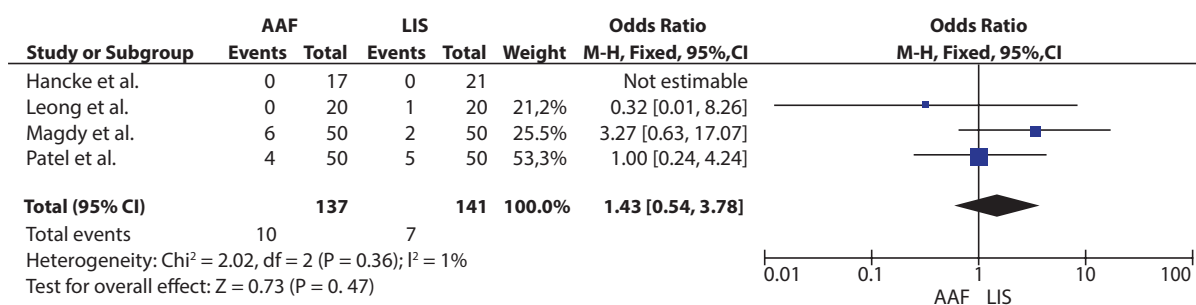 AAF LIS Odds Ratio Odds Ratio
Study or Subgroup Events Total Events Total Weight M-H, Fixed, 95%,CI M-H, Fixed, 95%,CI
Hancke et al. 0 17 0 21 Not estimable
Leong et al. 0 20 1 20 21,2% 0.32 [0.01, 8.26]
Magdy et al. 6 50 2 50 25.5% 3.27 [0.63, 17.07]
Patel et al. 4 50 5 50 53,3% 1.00 [0.24, 4.24]
Total (95% CI) 137 141 100.0% 1.43 [0.54, 3.78]
Total events 10 7
Heterogeneity: Chi² = 2.02, df = 2 (P = 0.36); I² = 1%
Test for overall effect: Z = 0.73 (P = 0. 47)
0.01 0.1 1 10 100
AAF LIS